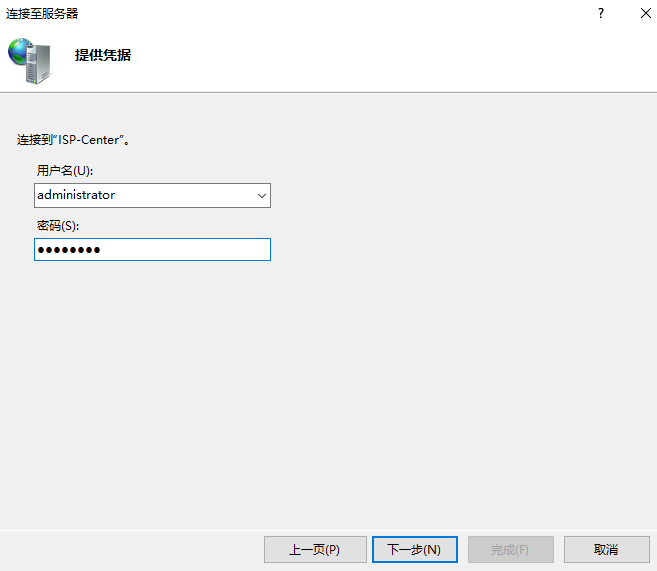 连接至服务器
提供凭据
连接到“ISP-Center”。
用户名(U):
administrator
密码(S):
●●●●●●●●
上一页(P) 下一步(N) 完成(F) 取消